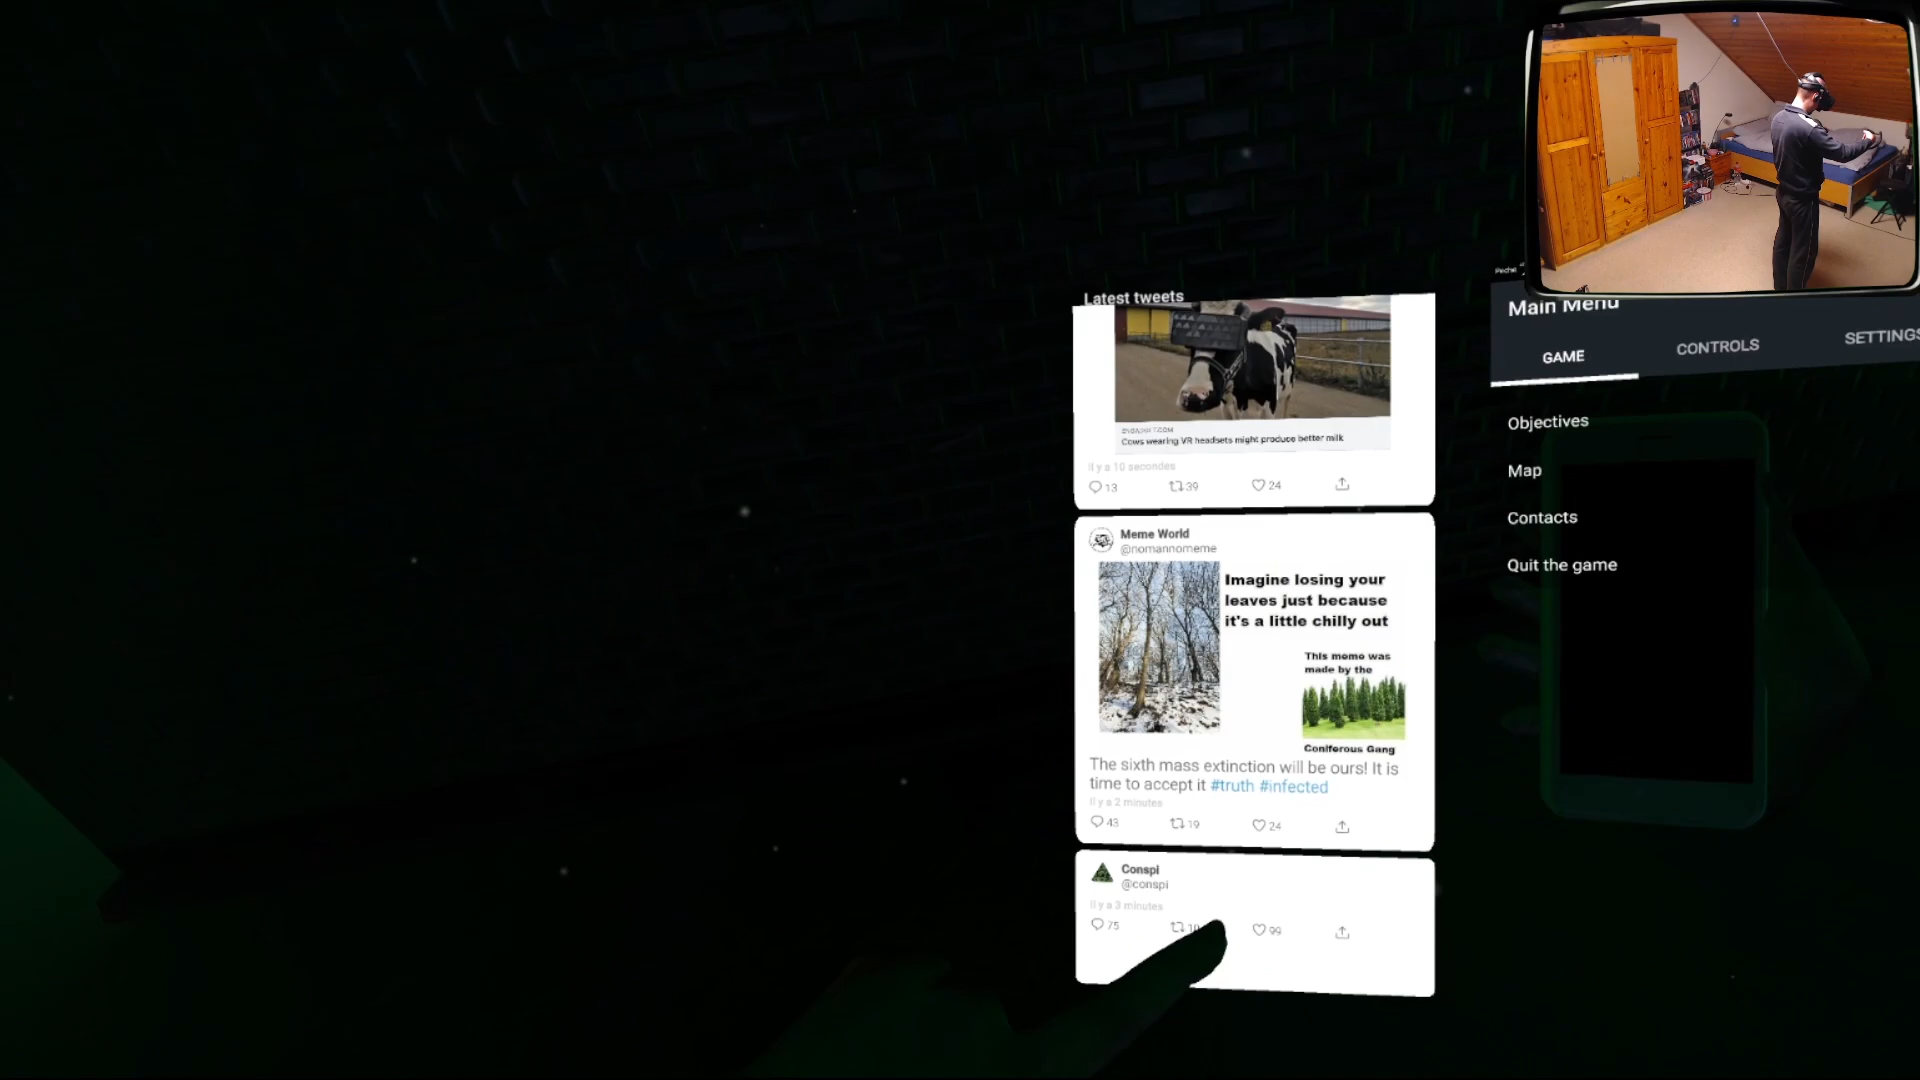 Latest tweets
Cows wearing VR headsets might produce better milk
Il y a 10 secondes
13
39
24
Meme World
@nomannomeme
Imagine losing your
leaves just because
it's a little chilly out
This meme was
made by the
Coniferous Gang
The sixth mass extinction will be ours! It is
time to accept it #truth #infected
Il y a 2 minutes
43
19
24
Conspi
@conspi
Il y a 3 minutes
75
99
Main Menu
GAME
CONTROLS
SETTINGS
Objectives
Map
Contacts
Quit the game